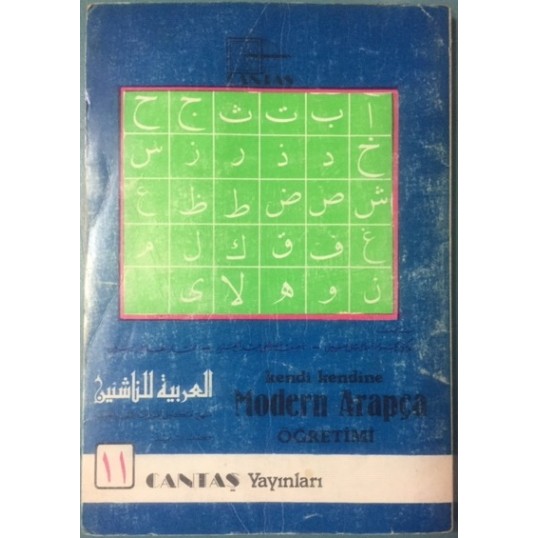 CANTAŞ
ا ب ت ث ج ح
خ د ذ ر ز س
ش ص ض ط ظ ع
غ ف ق ك ل م
ن و ه لا ى
العربية للناشئين
kendi kendine
Modern Arapça
ÖĞRETİMİ
١١ CANTAŞ Yayınları